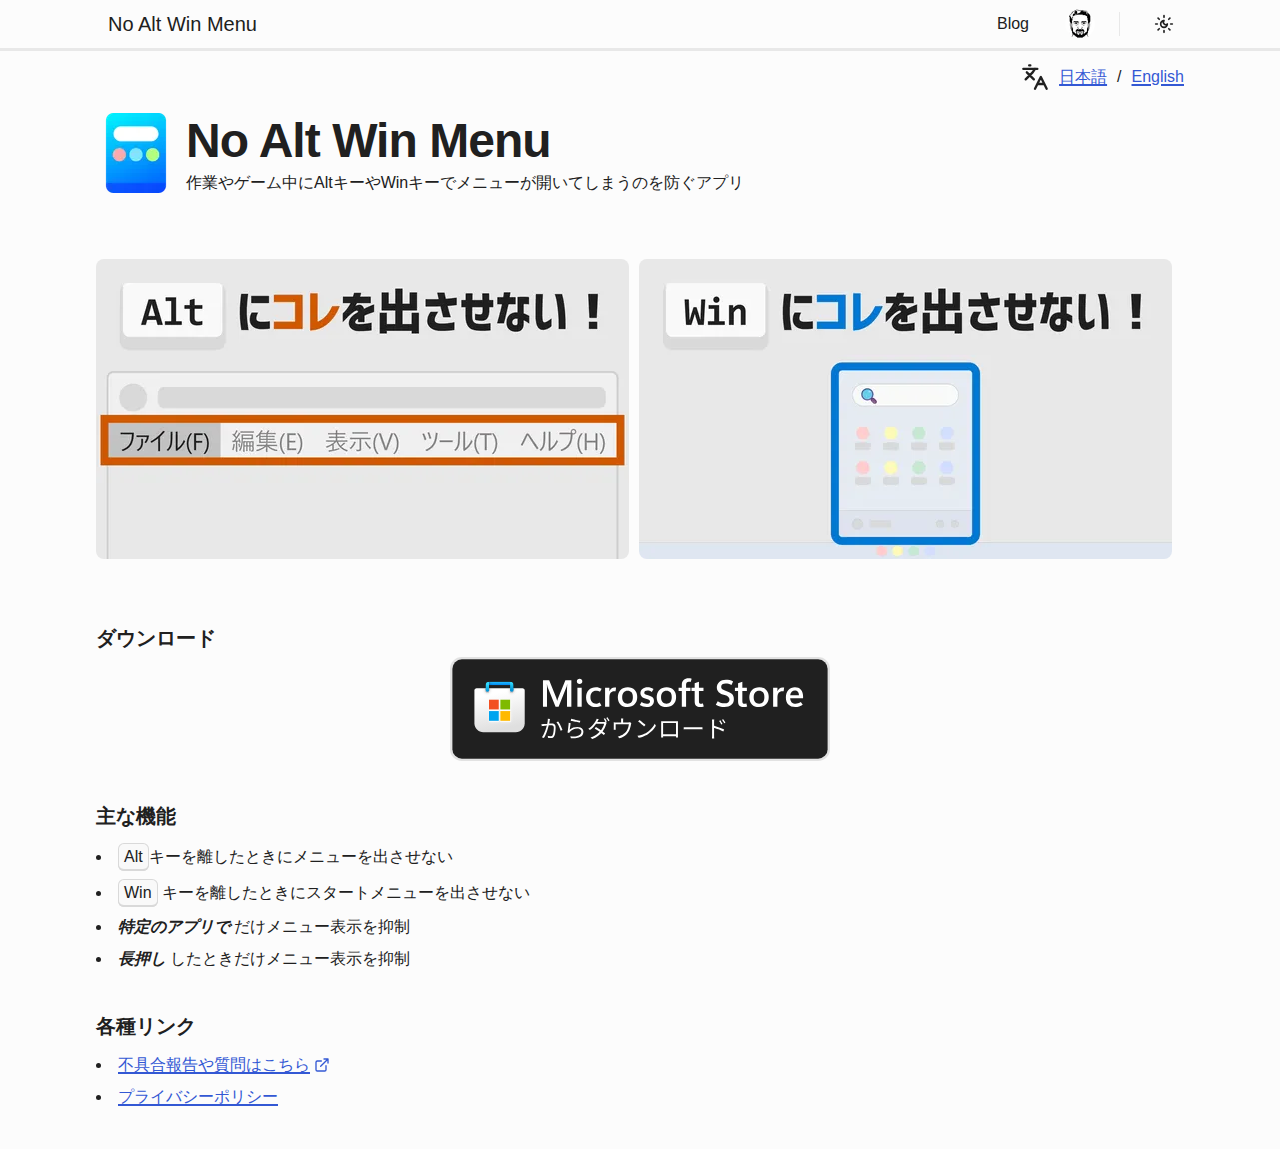 No Alt Win Menu
Blog
日本語 / English
No Alt Win Menu
作業やゲーム中にAltキーやWinキーでメニューが開いてしまうのを防ぐアプリ
Alt にコレを出させない！
ファイル(F) 編集(E) 表示(V) ツール(T) ヘルプ(H)
Win にコレを出させない！
ダウンロード
Microsoft Store
からダウンロード
主な機能
Alt キーを離したときにメニューを出させない
Win キーを離したときにスタートメニューを出させない
特定のアプリで だけメニュー表示を抑制
長押し したときだけメニュー表示を抑制
各種リンク
不具合報告や質問はこちら
プライバシーポリシー